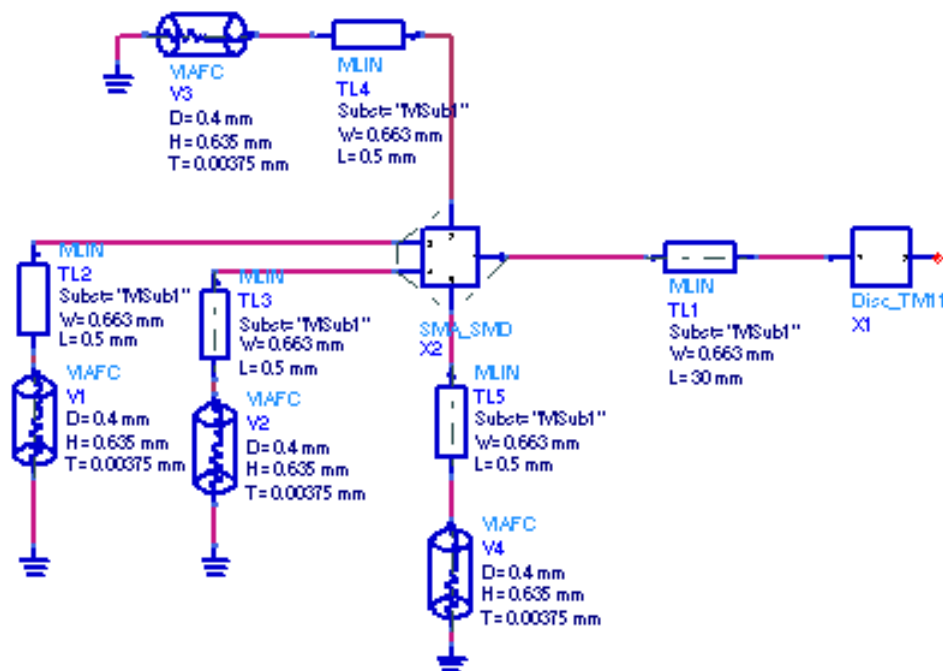 VIAFC
V3
D= 0.4 mm
H= 0.635 mm
T= 0.00375 mm
MLIN
TL4
Subst= "MSub1"
W= 0.663 mm
L= 0.5 mm
MLIN
TL2
Subst= "MSub1"
W= 0.663 mm
L= 0.5 mm
VIAFC
V1
D= 0.4 mm
H= 0.635 mm
T= 0.00375 mm
MLIN
TL3
Subst= "MSub1"
W= 0.663 mm
L= 0.5 mm
VIAFC
V2
D= 0.4 mm
H= 0.635 mm
T= 0.00375 mm
SMA_SMD
X2
MLIN
TL5
Subst= "MSub1"
W= 0.663 mm
L= 0.5 mm
VIAFC
V4
D= 0.4 mm
H= 0.635 mm
T= 0.00375 mm
MLIN
TL1
Subst= "MSub1"
W= 0.663 mm
L= 30 mm
Disc_TM11
X1